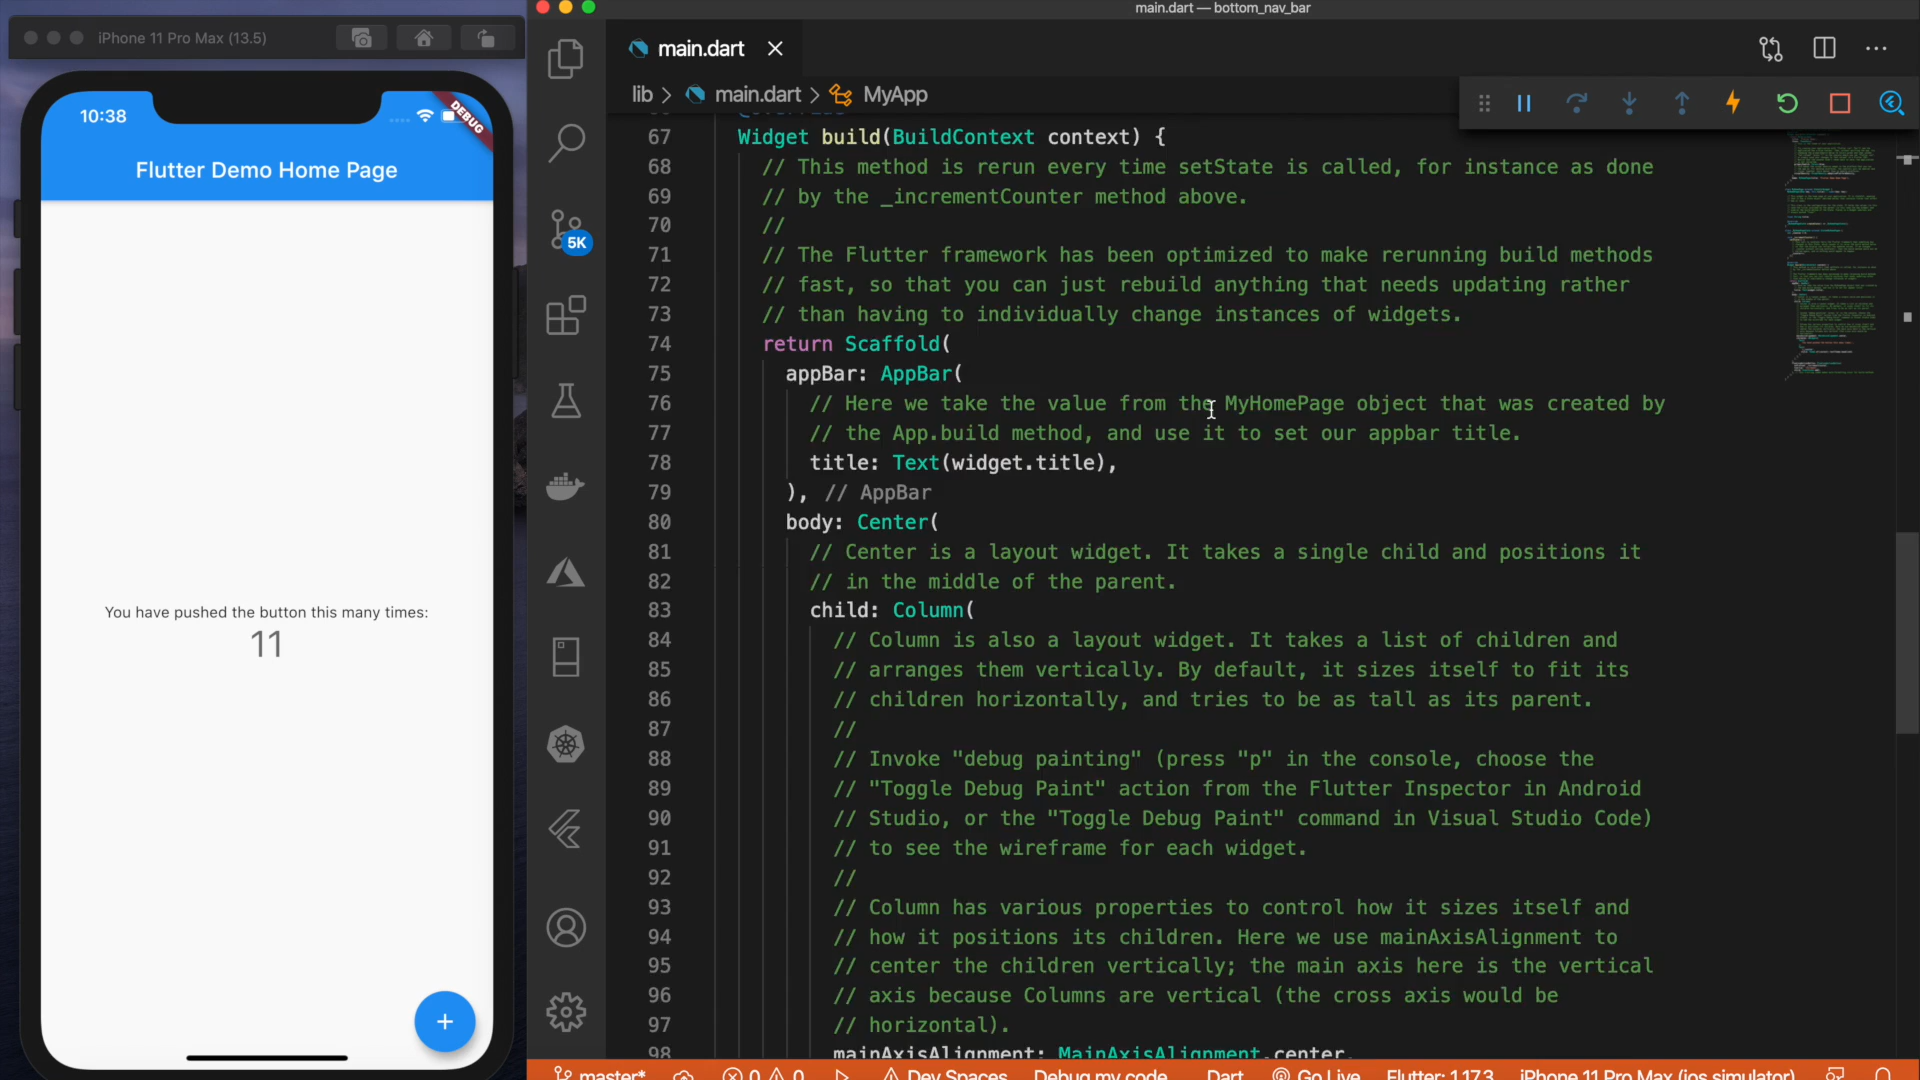 iPhone 11 Pro Max (13.5)
10:38
DEBUG
Flutter Demo Home Page
You have pushed the button this many times:
11
+
main.dart — bottom_nav_bar
main.dart
lib > main.dart > MyApp
5K
67 Widget build(BuildContext context) {
68 // This method is rerun every time setState is called, for instance as done
69 // by the _incrementCounter method above.
70 //
71 // The Flutter framework has been optimized to make rerunning build methods
72 // fast, so that you can just rebuild anything that needs updating rather
73 // than having to individually change instances of widgets.
74 return Scaffold(
75 appBar: AppBar(
76 // Here we take the value from the MyHomePage object that was created by
77 // the App.build method, and use it to set our appbar title.
78 title: Text(widget.title),
79 ), // AppBar
80 body: Center(
81 // Center is a layout widget. It takes a single child and positions it
82 // in the middle of the parent.
83 child: Column(
84 // Column is also a layout widget. It takes a list of children and
85 // arranges them vertically. By default, it sizes itself to fit its
86 // children horizontally, and tries to be as tall as its parent.
87 //
88 // Invoke "debug painting" (press "p" in the console, choose the
89 // "Toggle Debug Paint" action from the Flutter Inspector in Android
90 // Studio, or the "Toggle Debug Paint" command in Visual Studio Code)
91 // to see the wireframe for each widget.
92 //
93 // Column has various properties to control how it sizes itself and
94 // how it positions its children. Here we use mainAxisAlignment to
95 // center the children vertically; the main axis here is the vertical
96 // axis because Columns are vertical (the cross axis would be
97 // horizontal).
98 mainAxisAlignment: MainAxisAlignment.center,
master* 0 0 Dev Spaces Debug my code Dart Go Live Flutter: 1.17.3 iPhone 11 Pro Max (ios simulator)